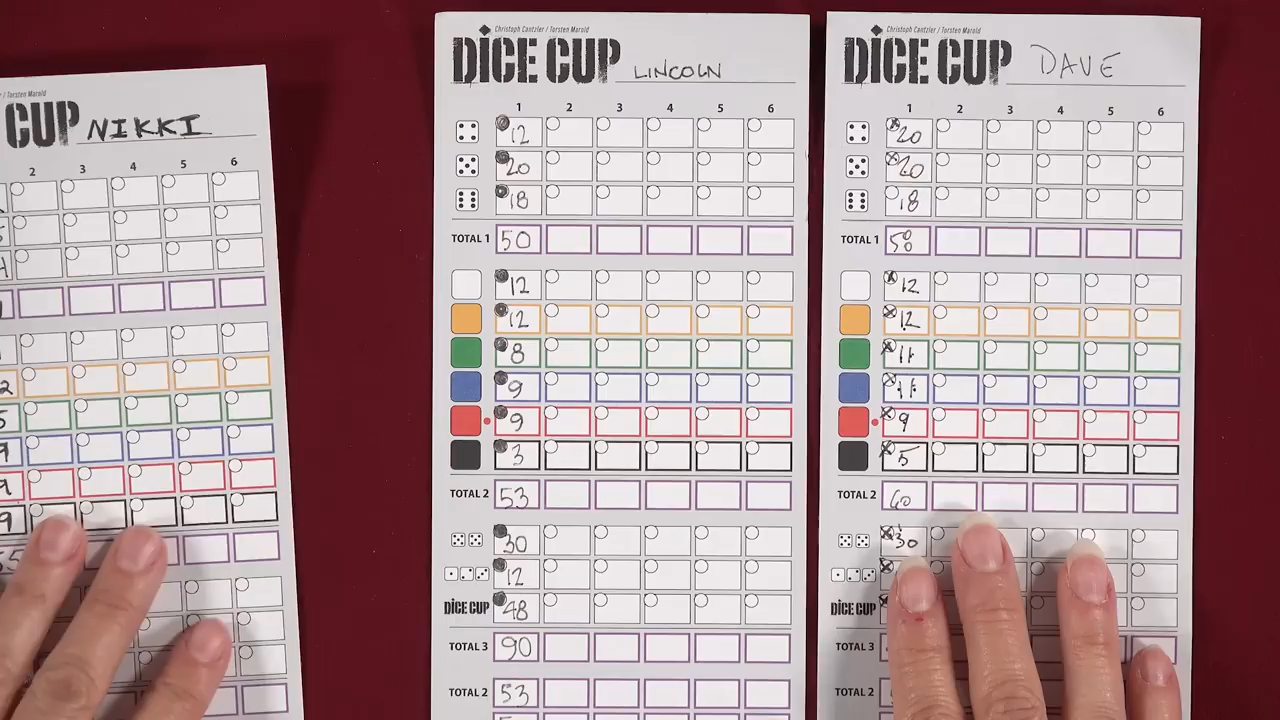 / Torsten Marold
CUP NIKKI
2 3 4 5 6
Christoph Cantzler / Torsten Marold
DICE CUP LINCOLN
1 2 3 4 5 6
12
20
18
TOTAL 1 50
12
12
8
9
9
3
TOTAL 2 53
30
12
DICE CUP 48
TOTAL 3 90
TOTAL 2 53
Christoph Cantzler / Torsten Marold
DICE CUP DAVE
1 2 3 4 5 6
20
20
18
TOTAL 1
12
12
11
11
9
5
TOTAL 2 60
30
DICE CUP
TOTAL 3
TOTAL 2